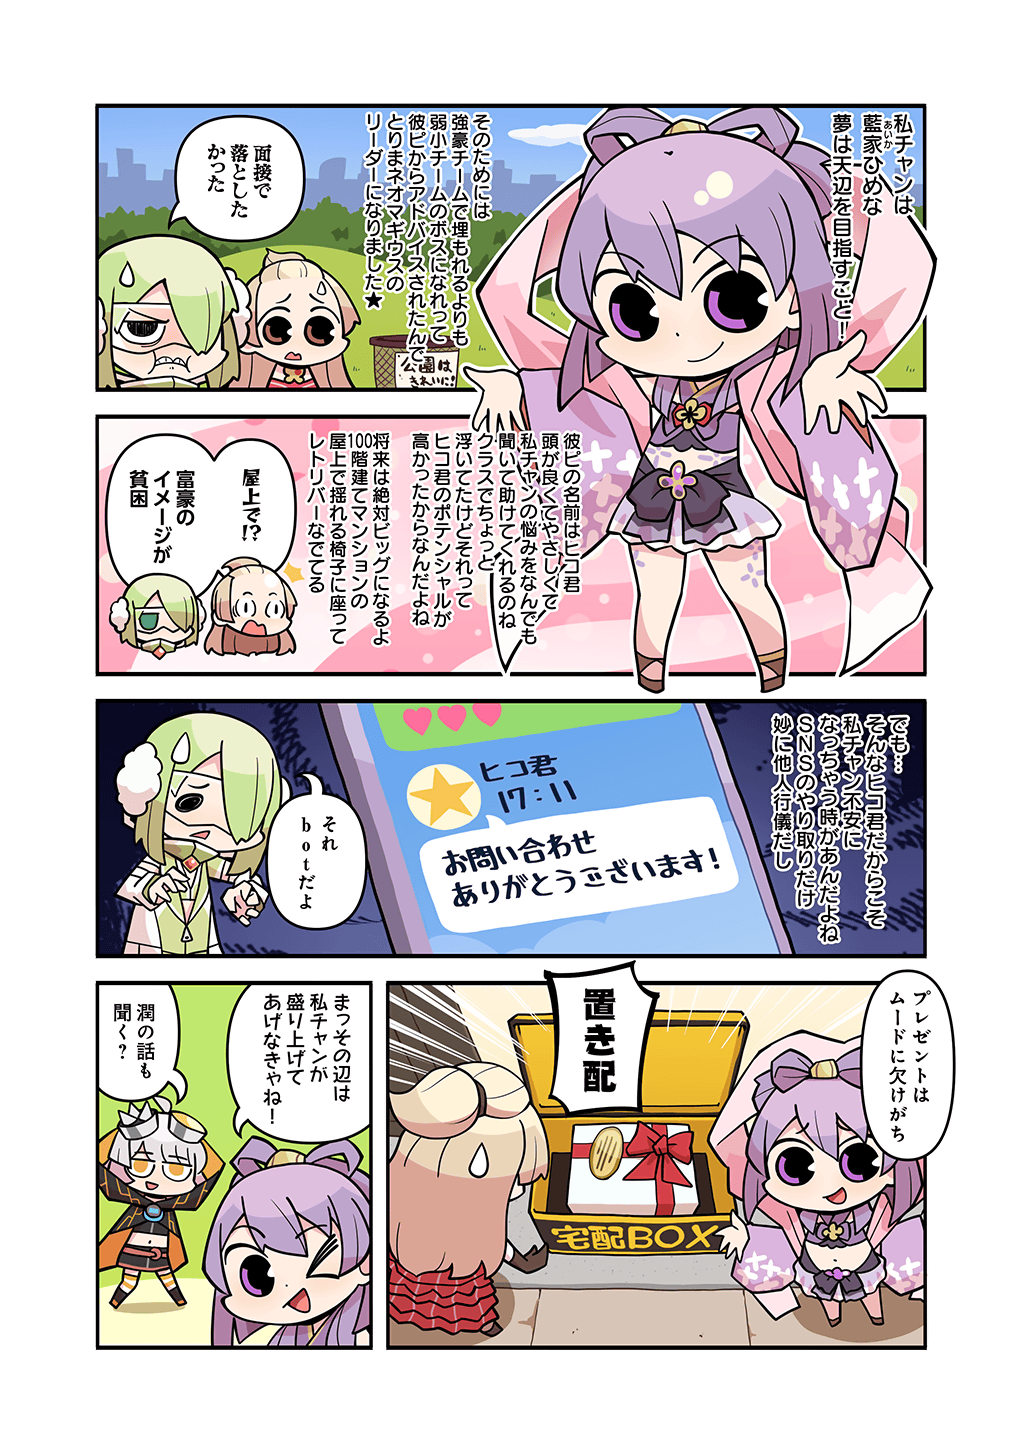 私チャンは
藍家ひめな
あいか
夢は天辺を目指すこと!
そのためには
強豪チームで埋もれるよりも
弱小チームのボスになれって
彼ピからアドバイスされたんで
とりまネオマギウスの
リーダーになりました★
面接で
落とした
かった
公園は
きれいに!
彼ピの名前はヒコ君
頭が良くてやさしくて
私チャンの悩みをなんでも
聞いて助けてくれるのね
クラスでちょっと
浮いてたけどそれって
ヒコ君のポテンシャルが
高かったからなんだよね
将来は絶対ビッグになるよ
100階建てマンションの
屋上で揺れる椅子に座って
レトリバーなでてる
屋上で!?
富豪の
イメージが
貧困
でも…
そんなヒコ君だからこそ
私チャン不安に
なっちゃう時があんだよね
SNSのやり取りだけ
妙に他人行儀だし
ヒコ君
17:11
お問い合わせ
ありがとうございます!
それ
botだよ
プレゼントは
ムードに欠けがち
置き配
宅配BOX
まっその辺は
私チャンが
盛り上げて
あげなきゃね!
潤の話も
聞く?